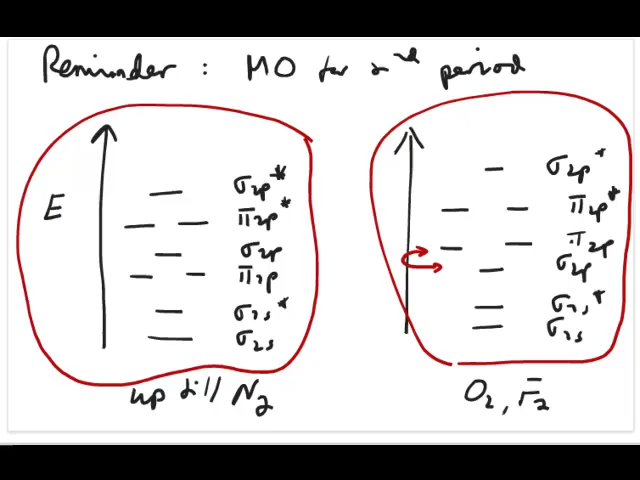 Reminder : MO for 2nd period
E
σ2p*
π2p*
σ2p
π2p
σ2s*
σ2s
up till N2
σ2p*
π2p*
π2p
σ2p
σ2s*
σ2s
O2, F2